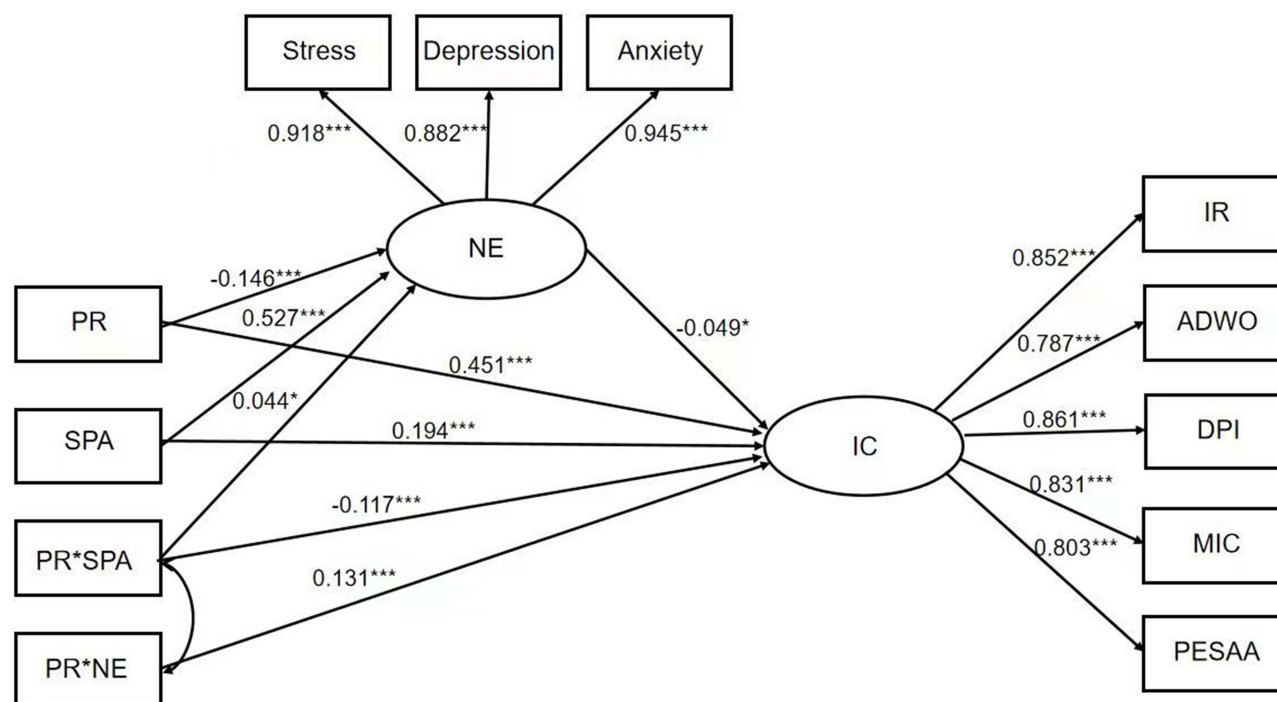 Stress
Depression
Anxiety
0.918***
0.882***
0.945***
NE
IR
0.852***
-0.146***
PR
0.527***
-0.049*
ADWO
0.787***
0.451***
0.044*
SPA
0.194***
IC
0.861***
DPI
0.831***
-0.117***
PR*SPA
MIC
0.803***
0.131***
PR*NE
PESAA